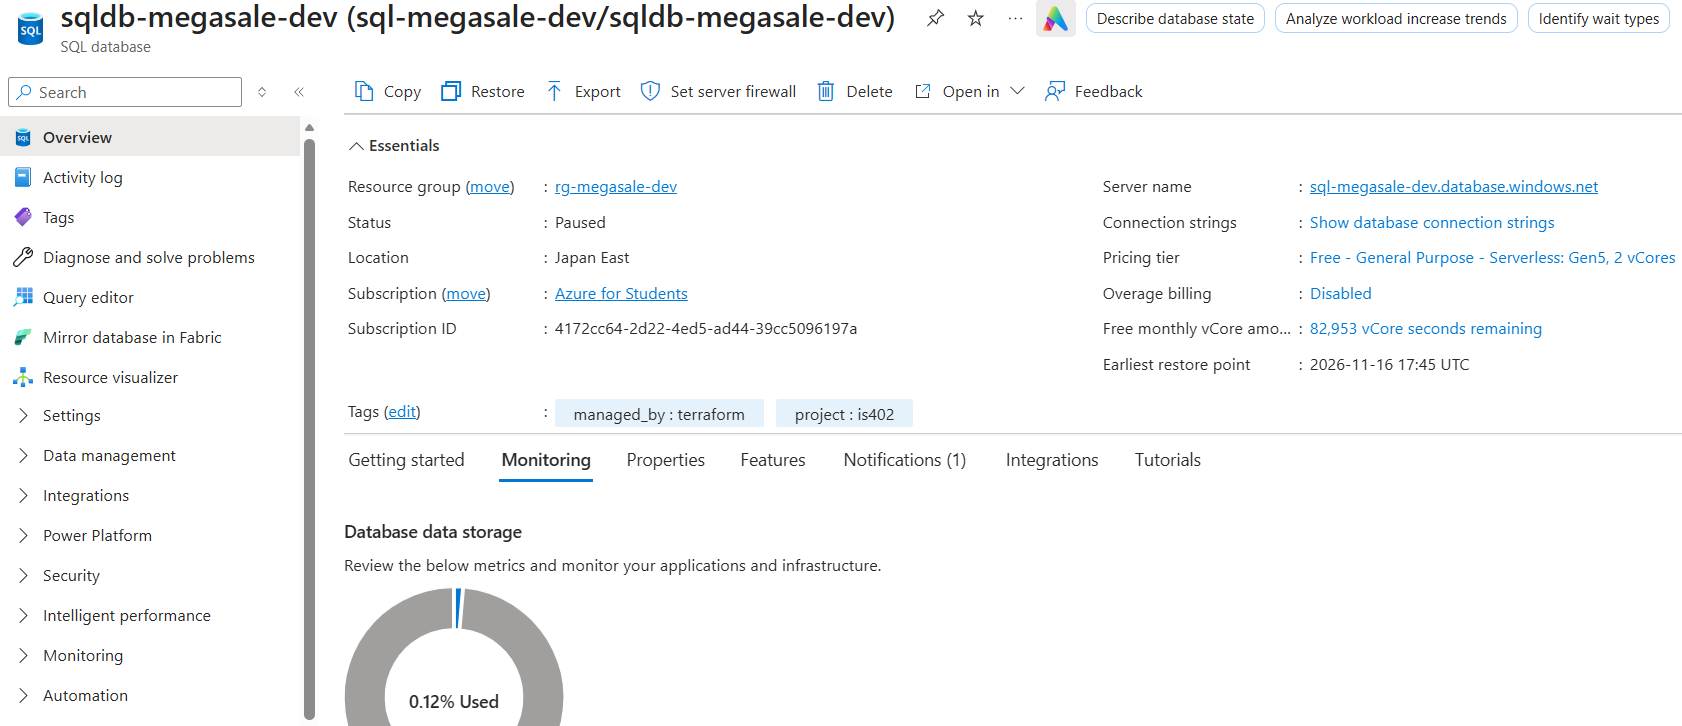 sqldb-megasale-dev (sql-megasale-dev/sqldb-megasale-dev)
SQL database
Describe database state
Analyze workload increase trends
Identify wait types
Search
Copy
Restore
Export
Set server firewall
Delete
Open in
Feedback
Overview
Activity log
Tags
Diagnose and solve problems
Query editor
Mirror database in Fabric
Resource visualizer
Settings
Data management
Integrations
Power Platform
Security
Intelligent performance
Monitoring
Automation
Essentials
Resource group (move) : rg-megasale-dev
Status : Paused
Location : Japan East
Subscription (move) : Azure for Students
Subscription ID : 4172cc64-2d22-4ed5-ad44-39cc5096197a
Server name : sql-megasale-dev.database.windows.net
Connection strings : Show database connection strings
Pricing tier : Free - General Purpose - Serverless: Gen5, 2 vCores
Overage billing : Disabled
Free monthly vCore amo... : 82,953 vCore seconds remaining
Earliest restore point : 2026-11-16 17:45 UTC
Tags (edit) : managed_by : terraform project : is402
Getting started Monitoring Properties Features Notifications (1) Integrations Tutorials
Database data storage
Review the below metrics and monitor your applications and infrastructure.
0.12% Used